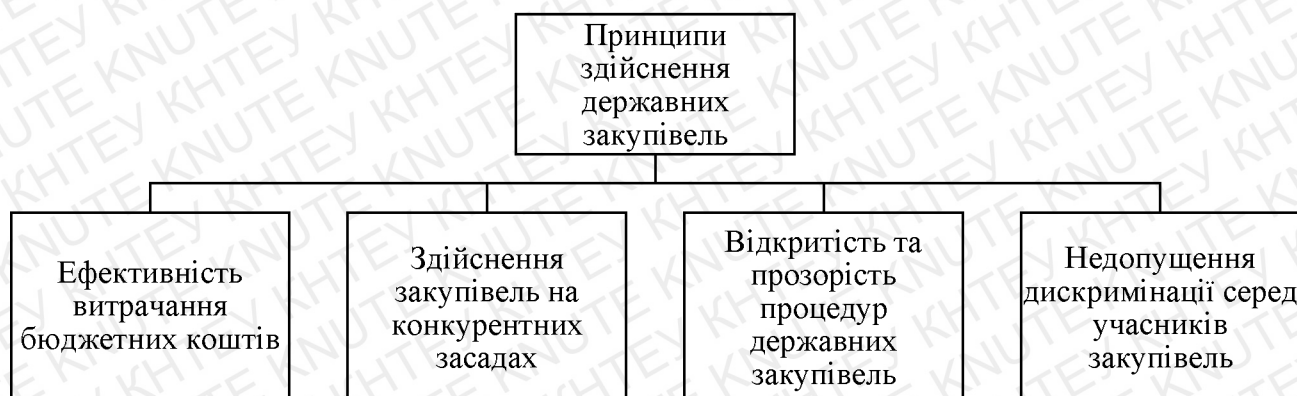 Принципи
здійснення
державних
закупівель
Ефективність
витрачання
бюджетних коштів
Здійснення
закупівель на
конкурентних
засадах
Відкритість та
прозорість
процедур
державних
закупівель
Недопущення
дискримінації серед
учасників
закупівель